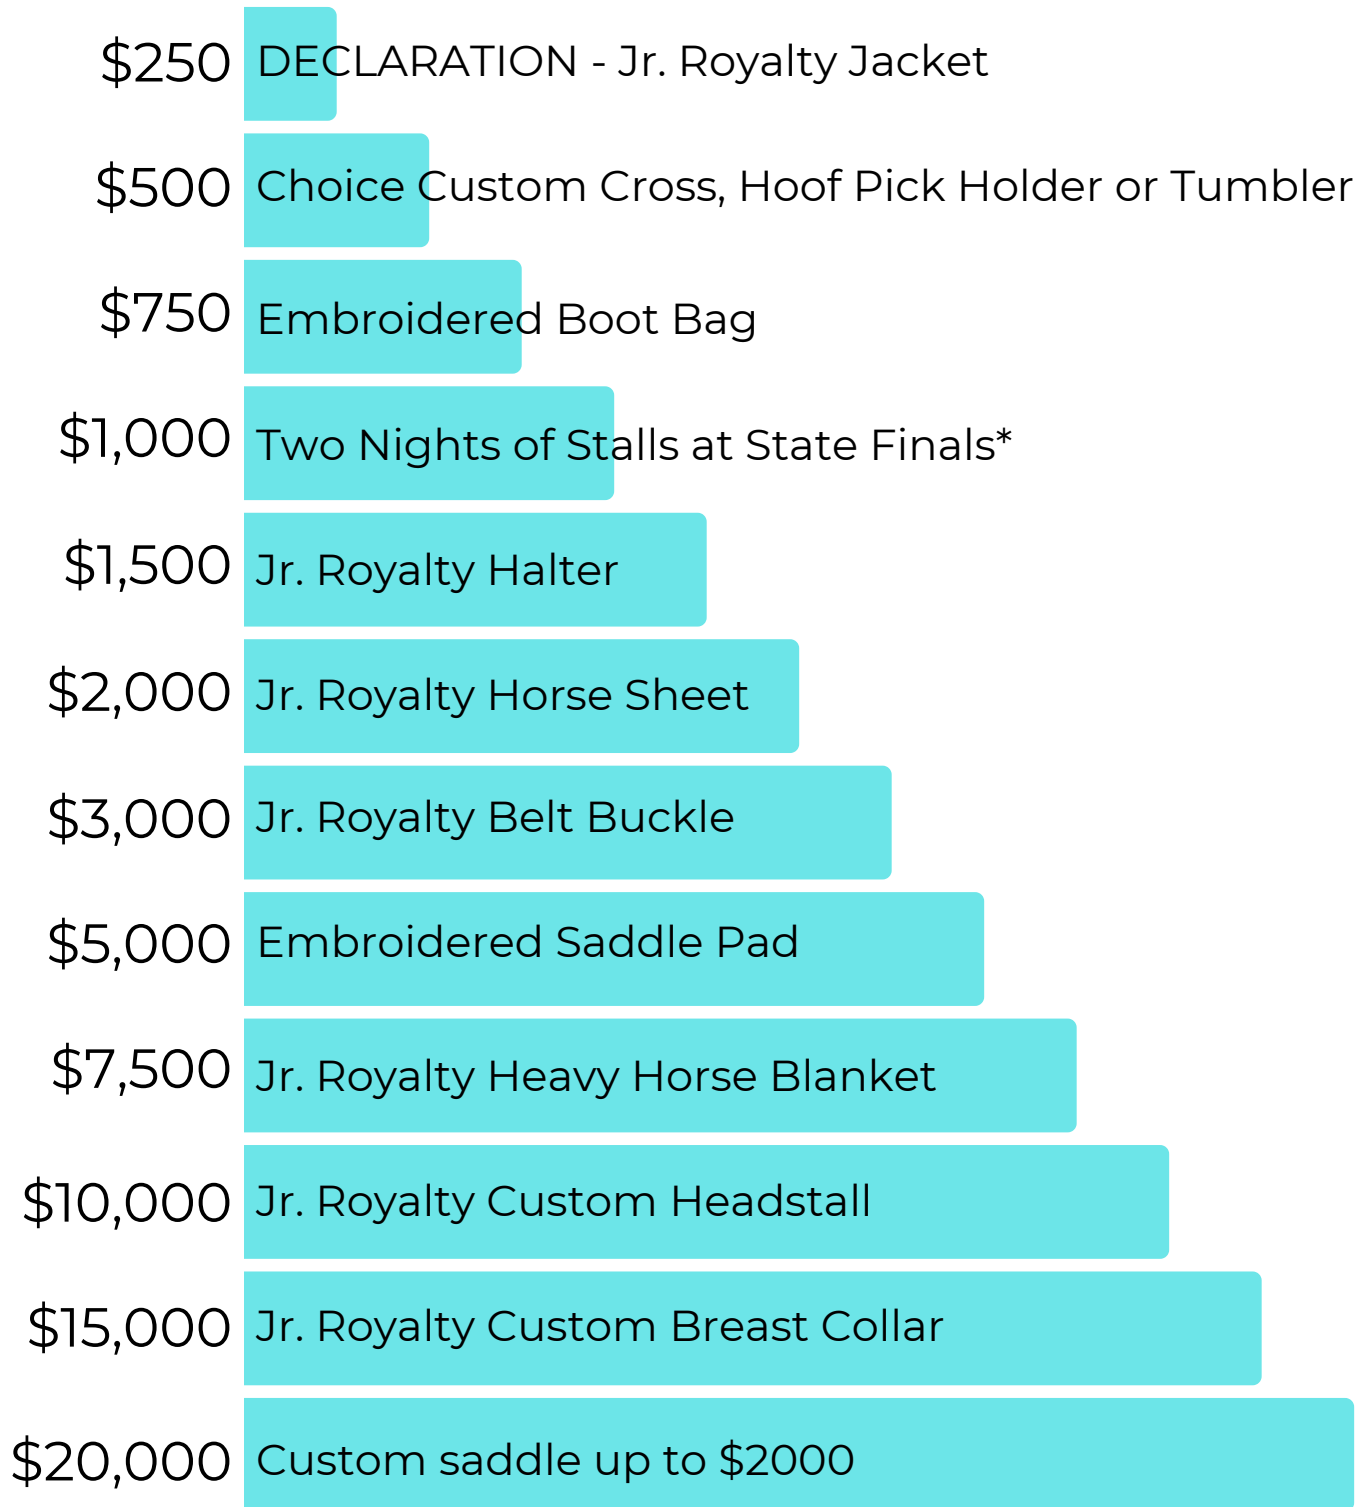 $250 DECLARATION - Jr. Royalty Jacket
$500 Choice Custom Cross, Hoof Pick Holder or Tumbler
$750 Embroidered Boot Bag
$1,000 Two Nights of Stalls at State Finals*
$1,500 Jr. Royalty Halter
$2,000 Jr. Royalty Horse Sheet
$3,000 Jr. Royalty Belt Buckle
$5,000 Embroidered Saddle Pad
$7,500 Jr. Royalty Heavy Horse Blanket
$10,000 Jr. Royalty Custom Headstall
$15,000 Jr. Royalty Custom Breast Collar
$20,000 Custom saddle up to $2000